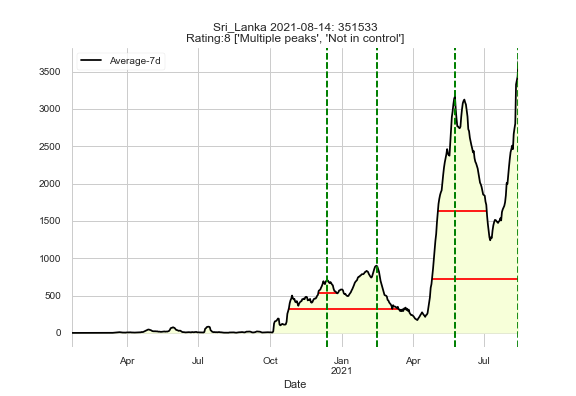 Sri_Lanka 2021-08-14: 351533
Rating:8 ['Multiple peaks', 'Not in control']
Average-7d
3500
3000
2500
2000
1500
1000
500
0
Apr Jul Oct Jan Apr Jul
2021
Date